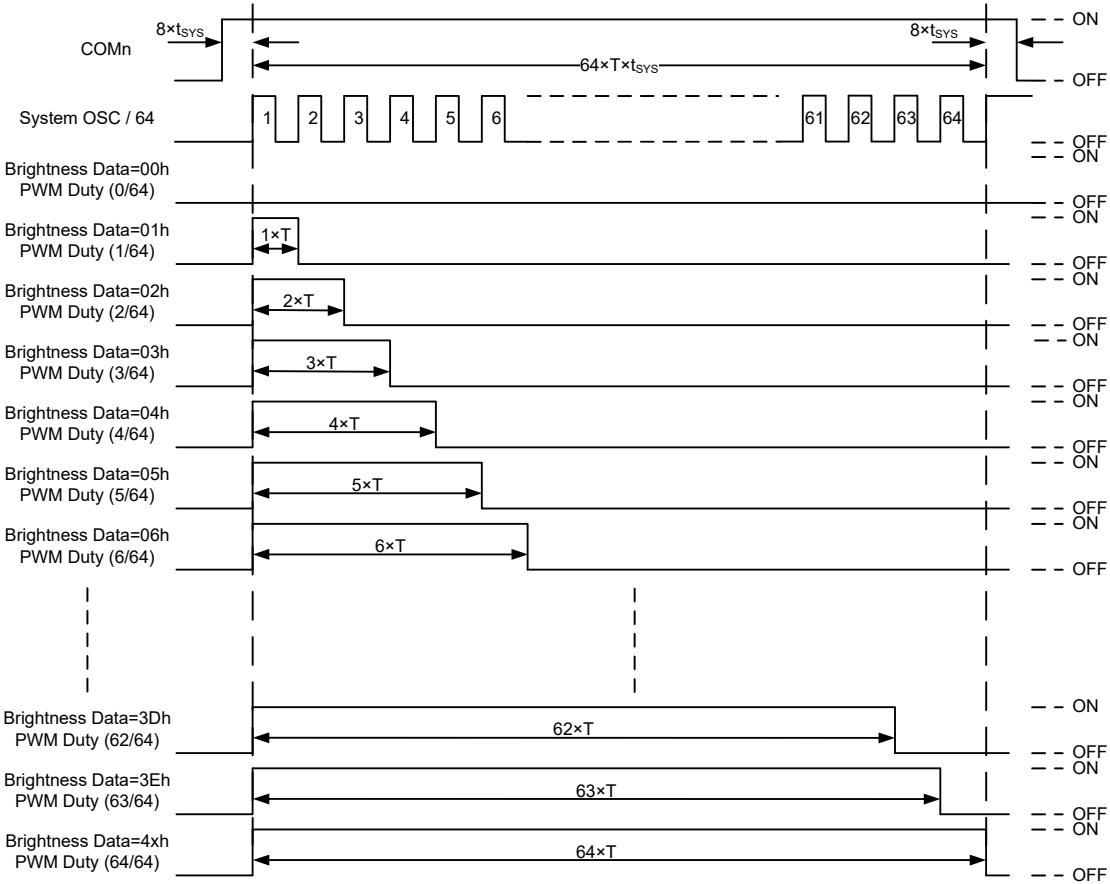 ON
8×tSYS
8×tSYS
COMn
64×T×tSYS
OFF
System OSC / 64
1 2 3 4 5 6 61 62 63 64
OFF
ON
Brightness Data=00h
PWM Duty (0/64)
OFF
ON
Brightness Data=01h
PWM Duty (1/64)
1×T
OFF
ON
Brightness Data=02h
PWM Duty (2/64)
2×T
OFF
ON
Brightness Data=03h
PWM Duty (3/64)
3×T
OFF
ON
Brightness Data=04h
PWM Duty (4/64)
4×T
OFF
ON
Brightness Data=05h
PWM Duty (5/64)
5×T
OFF
ON
Brightness Data=06h
PWM Duty (6/64)
6×T
OFF
ON
Brightness Data=3Dh
PWM Duty (62/64)
62×T
OFF
ON
Brightness Data=3Eh
PWM Duty (63/64)
63×T
OFF
ON
Brightness Data=4xh
PWM Duty (64/64)
64×T
OFF